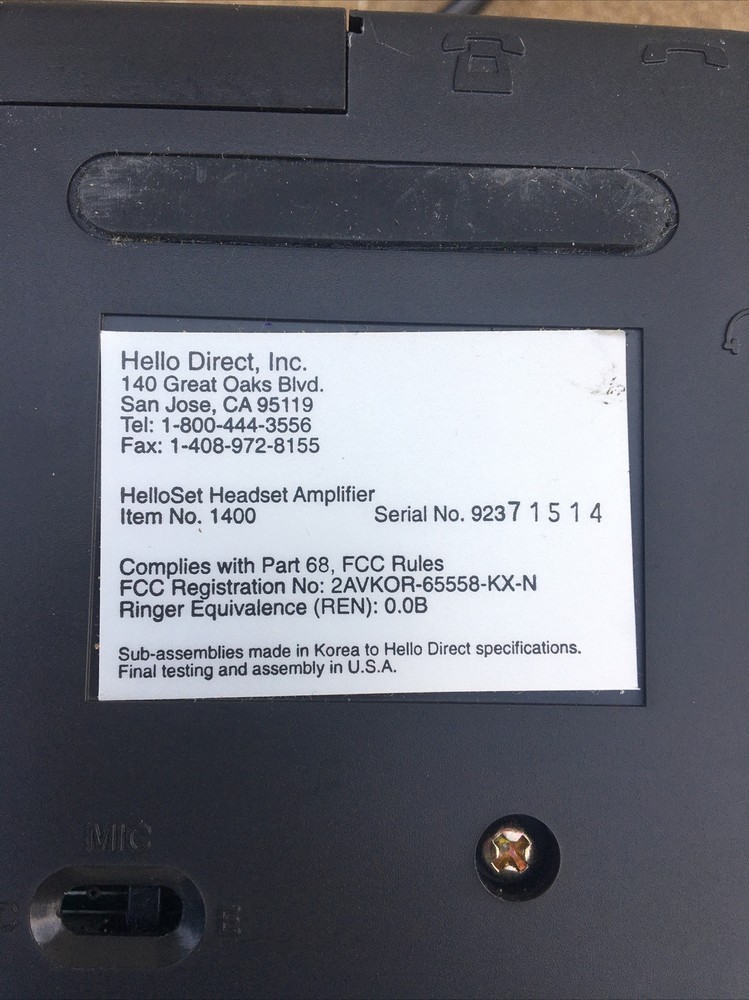 Hello Direct, Inc.
140 Great Oaks Blvd.
San Jose, CA 95119
Tel: 1-800-444-3556
Fax: 1-408-972-8155
HelloSet Headset Amplifier
Item No. 1400 Serial No. 92371514
Complies with Part 68, FCC Rules
FCC Registration No: 2AVKOR-65558-KX-N
Ringer Equivalence (REN): 0.0B
Sub-assemblies made in Korea to Hello Direct specifications.
Final testing and assembly in U.S.A.
MIC
E